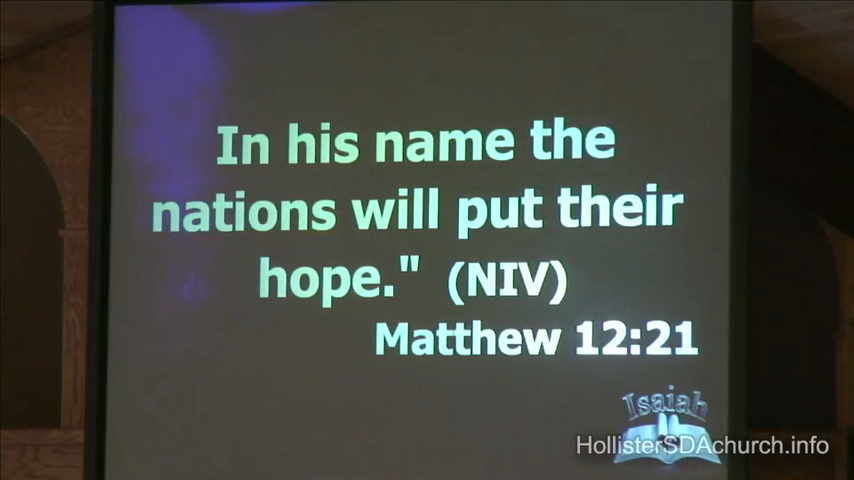 In his name the
nations will put their
hope." (NIV)
Matthew 12:21
Isaiah
HollisterSDAchurch.info